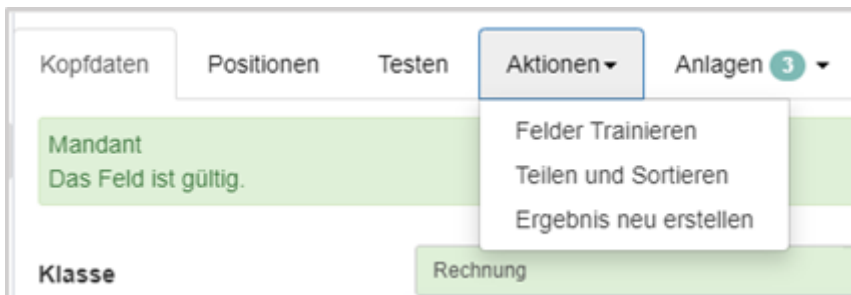 Kopfdaten Positionen Testen Aktionen Anlagen 3
Felder Trainieren
Mandant
Teilen und Sortieren
Das Feld ist gültig.
Ergebnis neu erstellen
Klasse Rechnung